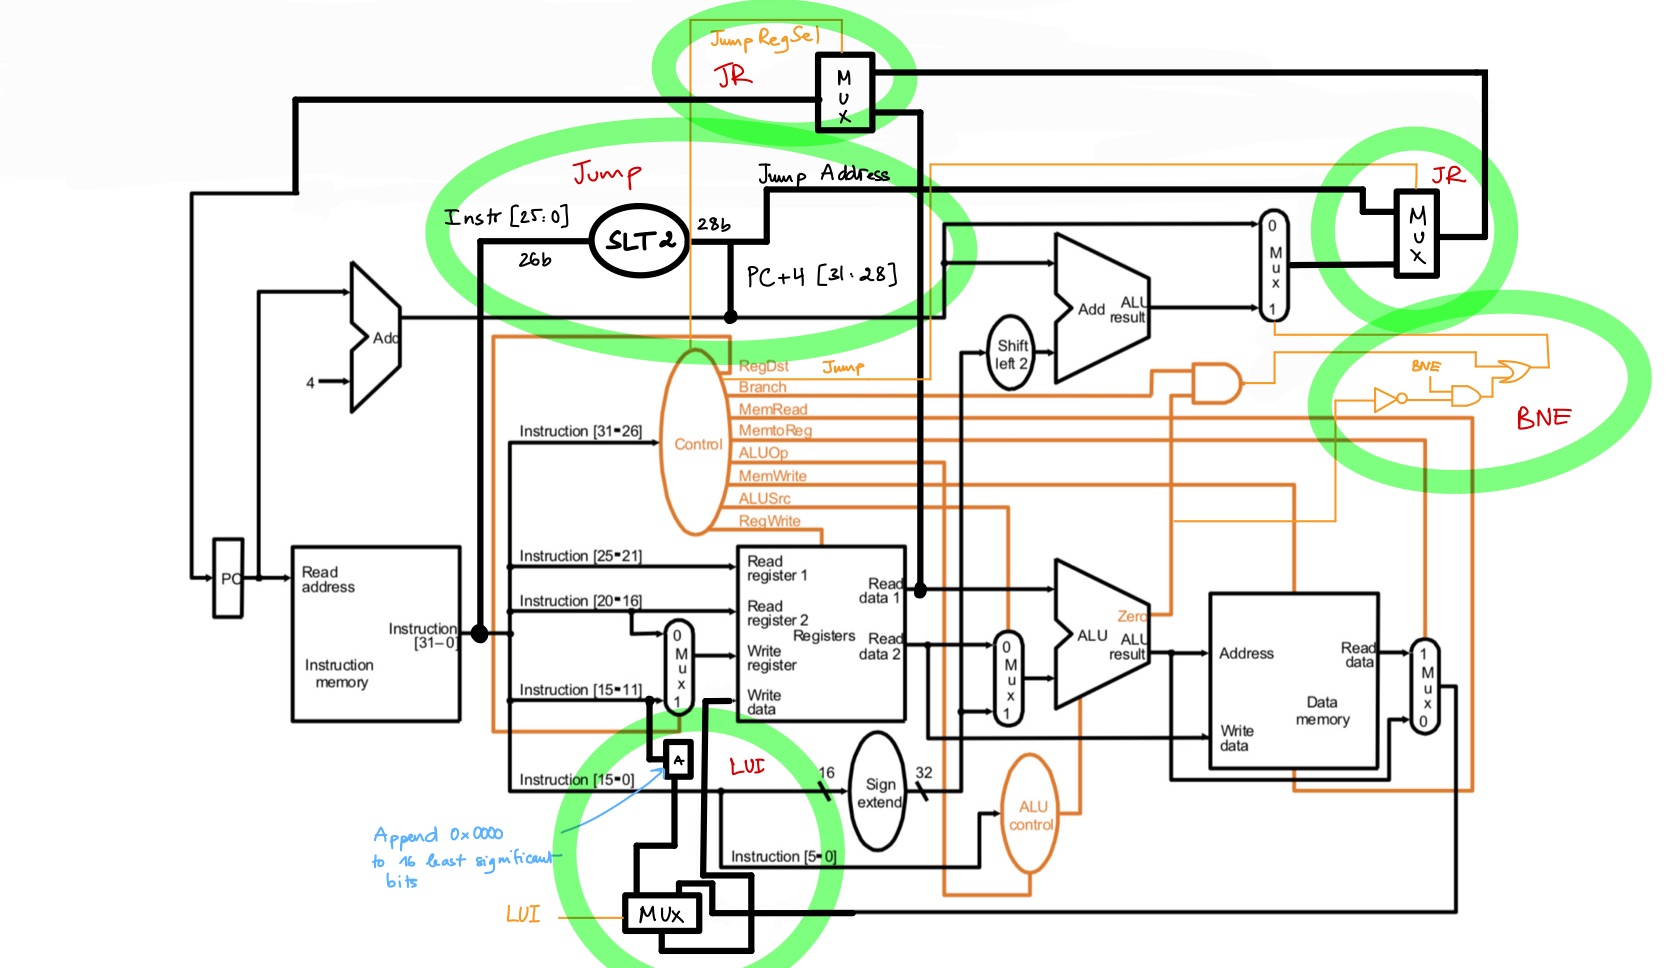 JumpRegSel
JR
M
U
X
Jump
Jump Address
JR
Instr [25:0]
SLT 2
28b
26b
PC+4 [31:28]
M
U
X
0
M
u
x
1
Add
ALU
result
Shift
left 2
Add
4
RegDst
Jump
Branch
MemRead
MemtoReg
ALUOp
MemWrite
ALUSrc
RegWrite
BNE
BNE
Instruction [31-26]
Control
Instruction [25-21]
Instruction [20-16]
Instruction [15-11]
Instruction [15-0]
PC
Read
address
Instruction
[31–0]
Instruction
memory
0
M
u
x
1
Read
register 1
Read
register 2
Write
register
Write
data
Registers
Read
data 1
Read
data 2
0
M
u
x
1
Zero
ALU
ALU
result
Address
Read
data
Data
memory
Write
data
1
M
u
x
0
A
LUI
16
Sign
extend
32
ALU
control
Instruction [5-0]
Append 0x0000
to 16 least significant
bits
LUI
MUX